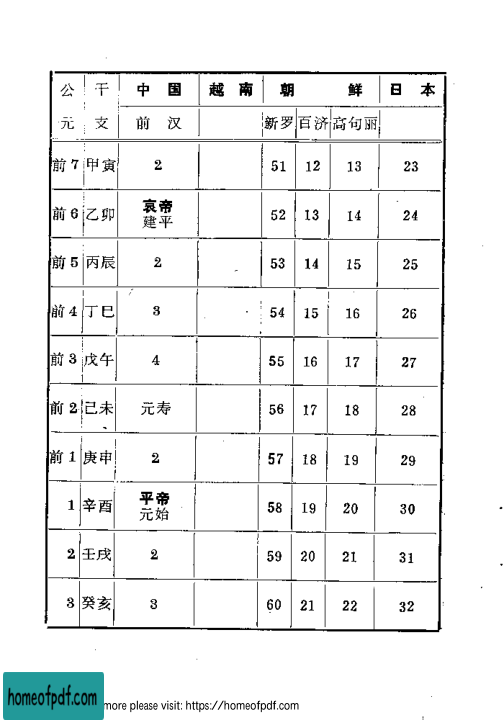 公 干 中国 越南 朝鲜 日本
元 支 前汉 新罗 百济 高句丽
前7 甲寅 2 51 12 13 23
前6 乙卯 哀帝 建平 52 13 14 24
前5 丙辰 2 53 14 15 25
前4 丁巳 3 54 15 16 26
前3 戊午 4 55 16 17 27
前2 己未 元寿 56 17 18 28
前1 庚申 2 57 18 19 29
1 辛酉 平帝 元始 58 19 20 30
2 壬戌 2 59 20 21 31
3 癸亥 3 60 21 22 32
homeofpdf.com more please visit: https://homeofpdf.com